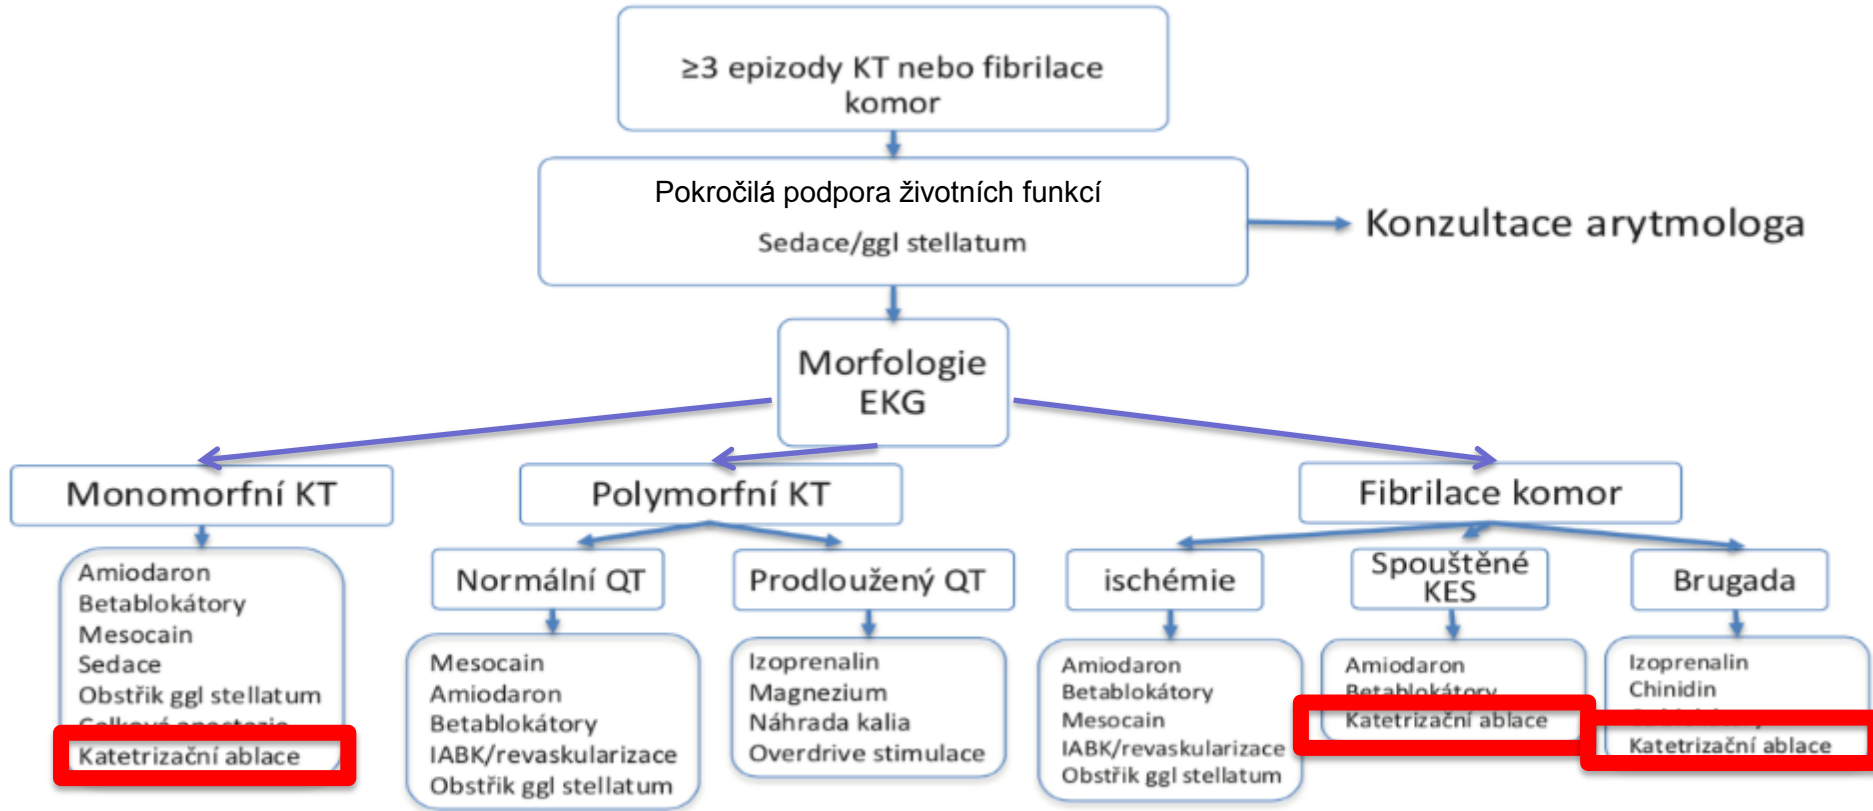 ≥3 epizody KT nebo fibrilace
komor
Pokročilá podpora životních funkcí
Sedace/ggl stellatum
Konzultace arytmologa
Morfologie
EKG
Monomorfní KT
Polymorfní KT
Fibrilace komor
Amiodaron
Betablokátory
Mesocain
Sedace
Obstřik ggl stellatum
Celková anestezie
Katetrizační ablace
Normální QT
Mesocain
Amiodaron
Betablokátory
IABK/revaskularizace
Obstřik ggl stellatum
Prodloužený QT
Izoprenalin
Magnezium
Náhrada kalia
Overdrive stimulace
ischémie
Amiodaron
Betablokátory
Mesocain
IABK/revaskularizace
Obstřik ggl stellatum
Spouštěné
KES
Amiodaron
Betablokátory
Katetrizační ablace
Brugada
Izoprenalin
Chinidin
Katetrizační ablace